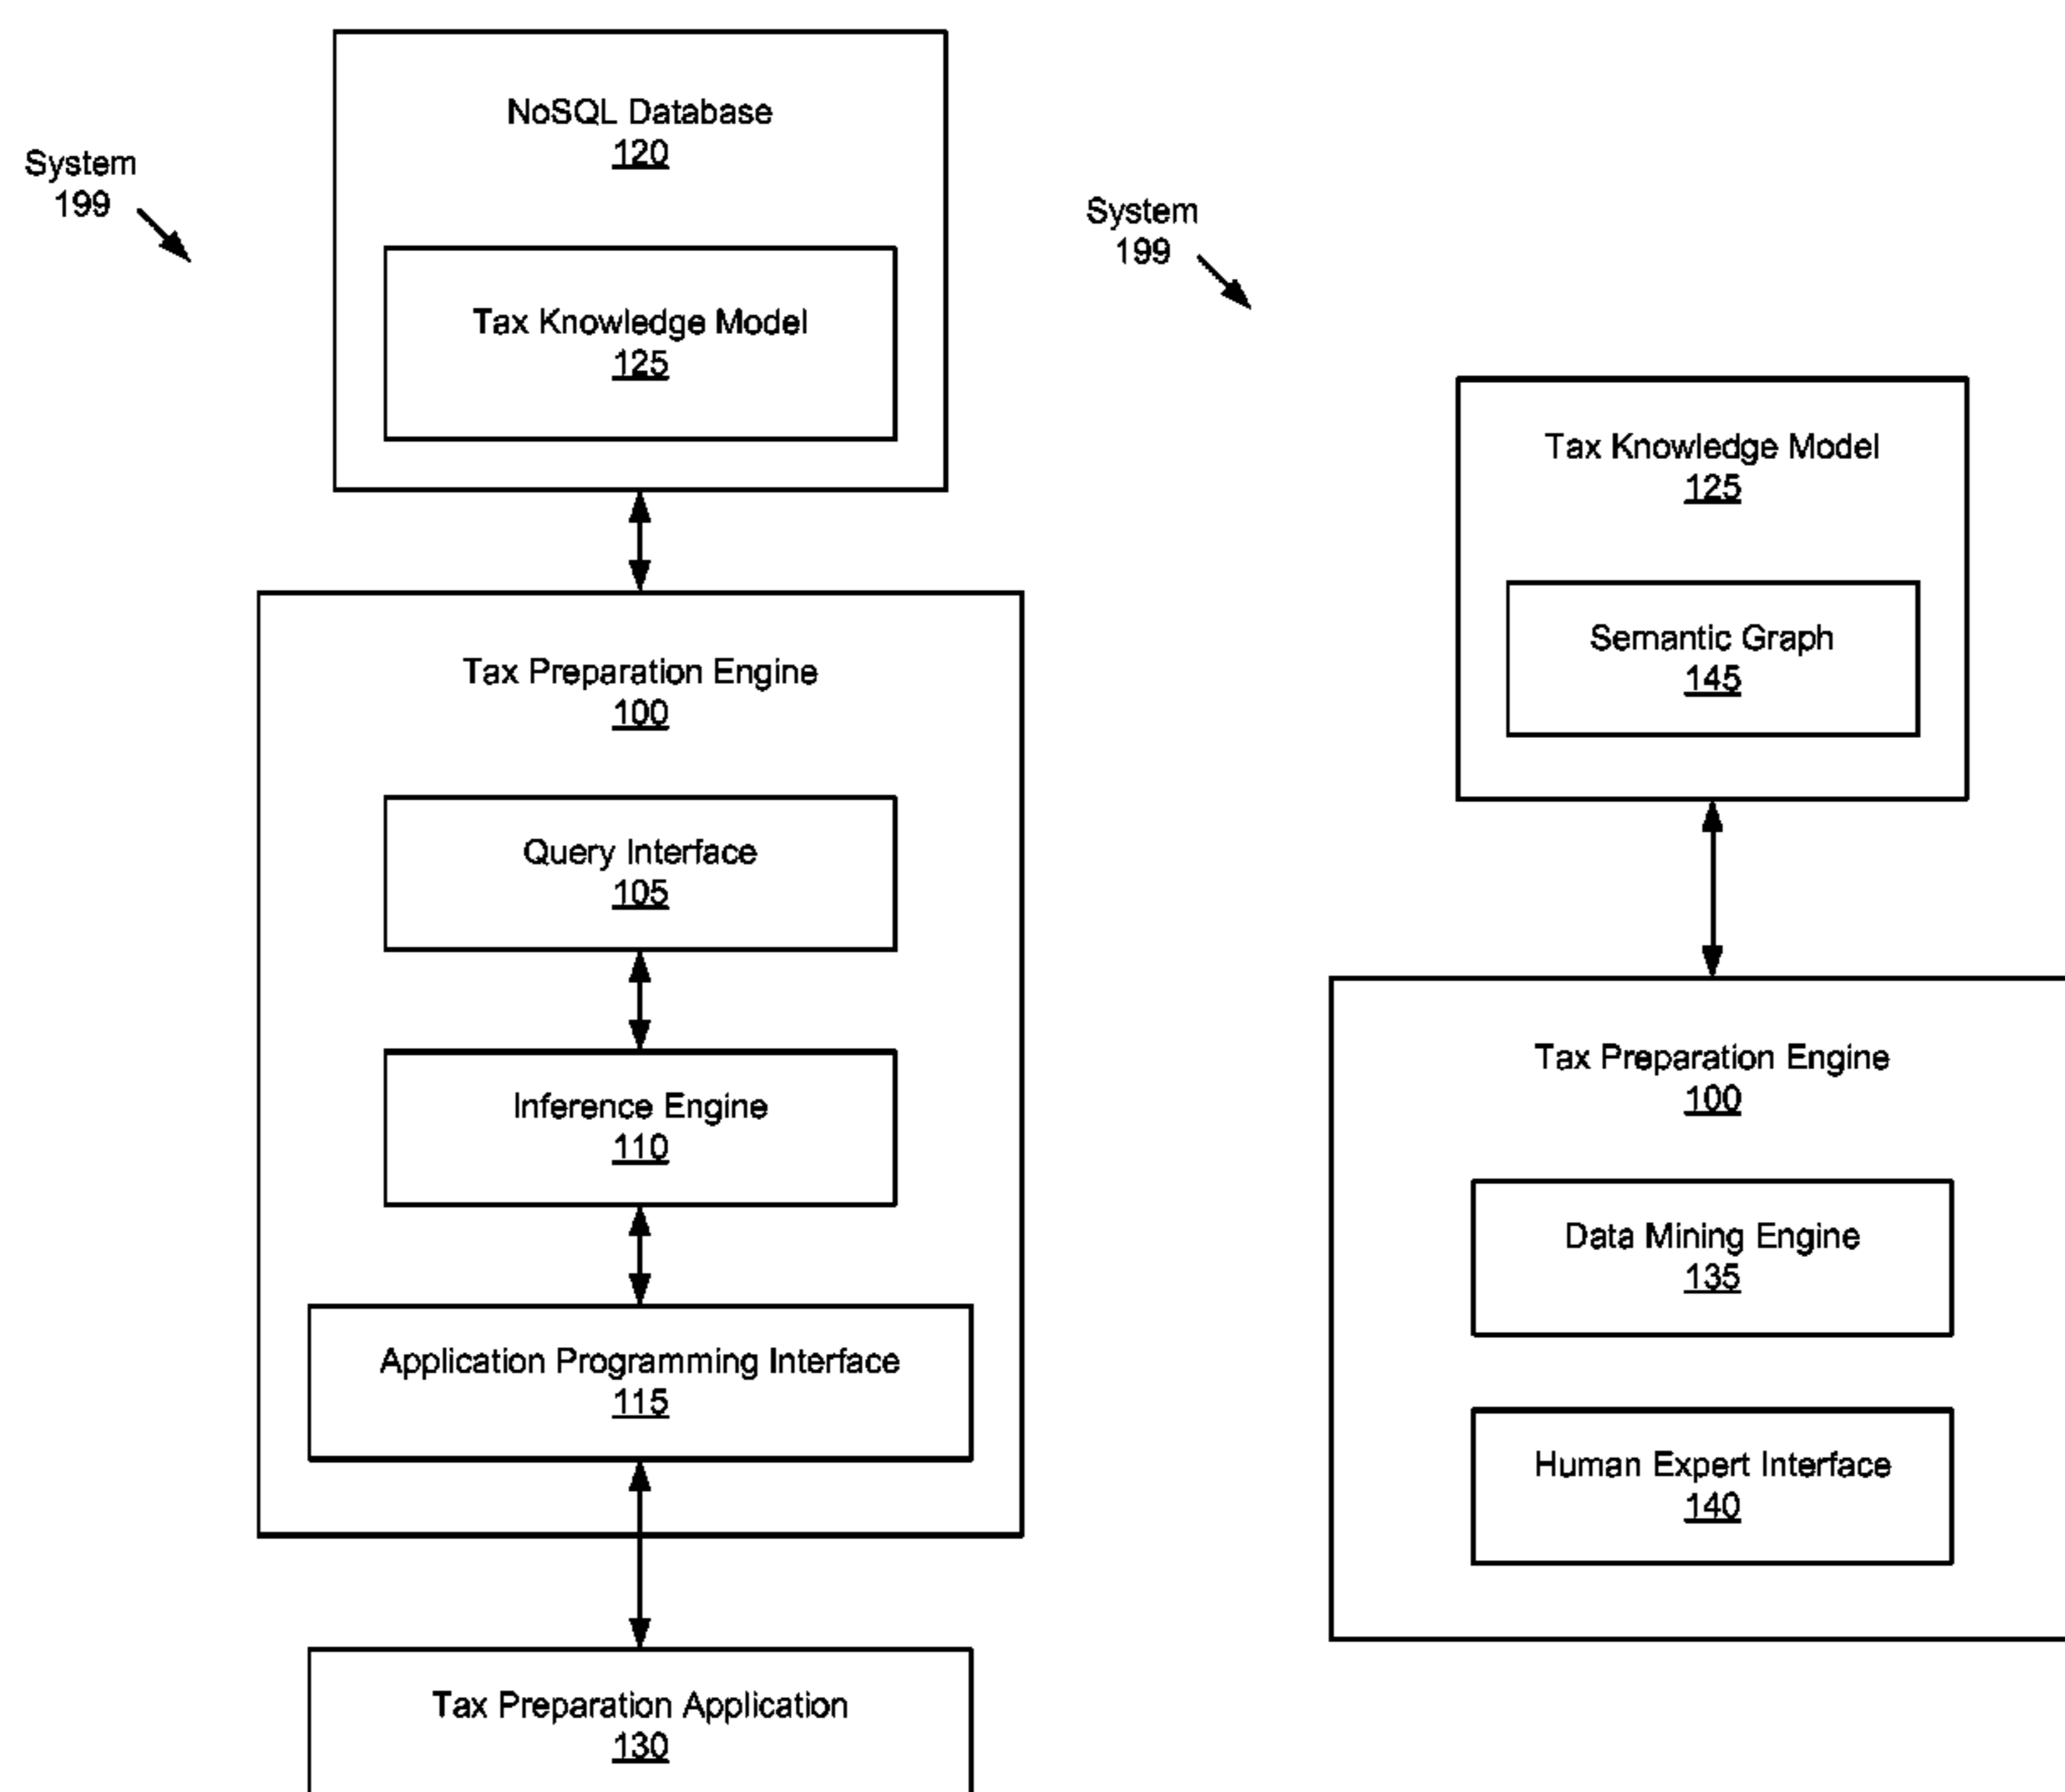 System
199
NoSQL Database
120
Tax Knowledge Model
125
Tax Preparation Engine
100
Query Interface
105
Inference Engine
110
Application Programming Interface
115
Tax Preparation Application
130
System
199
Tax Knowledge Model
125
Semantic Graph
145
Tax Preparation Engine
100
Data Mining Engine
135
Human Expert Interface
140